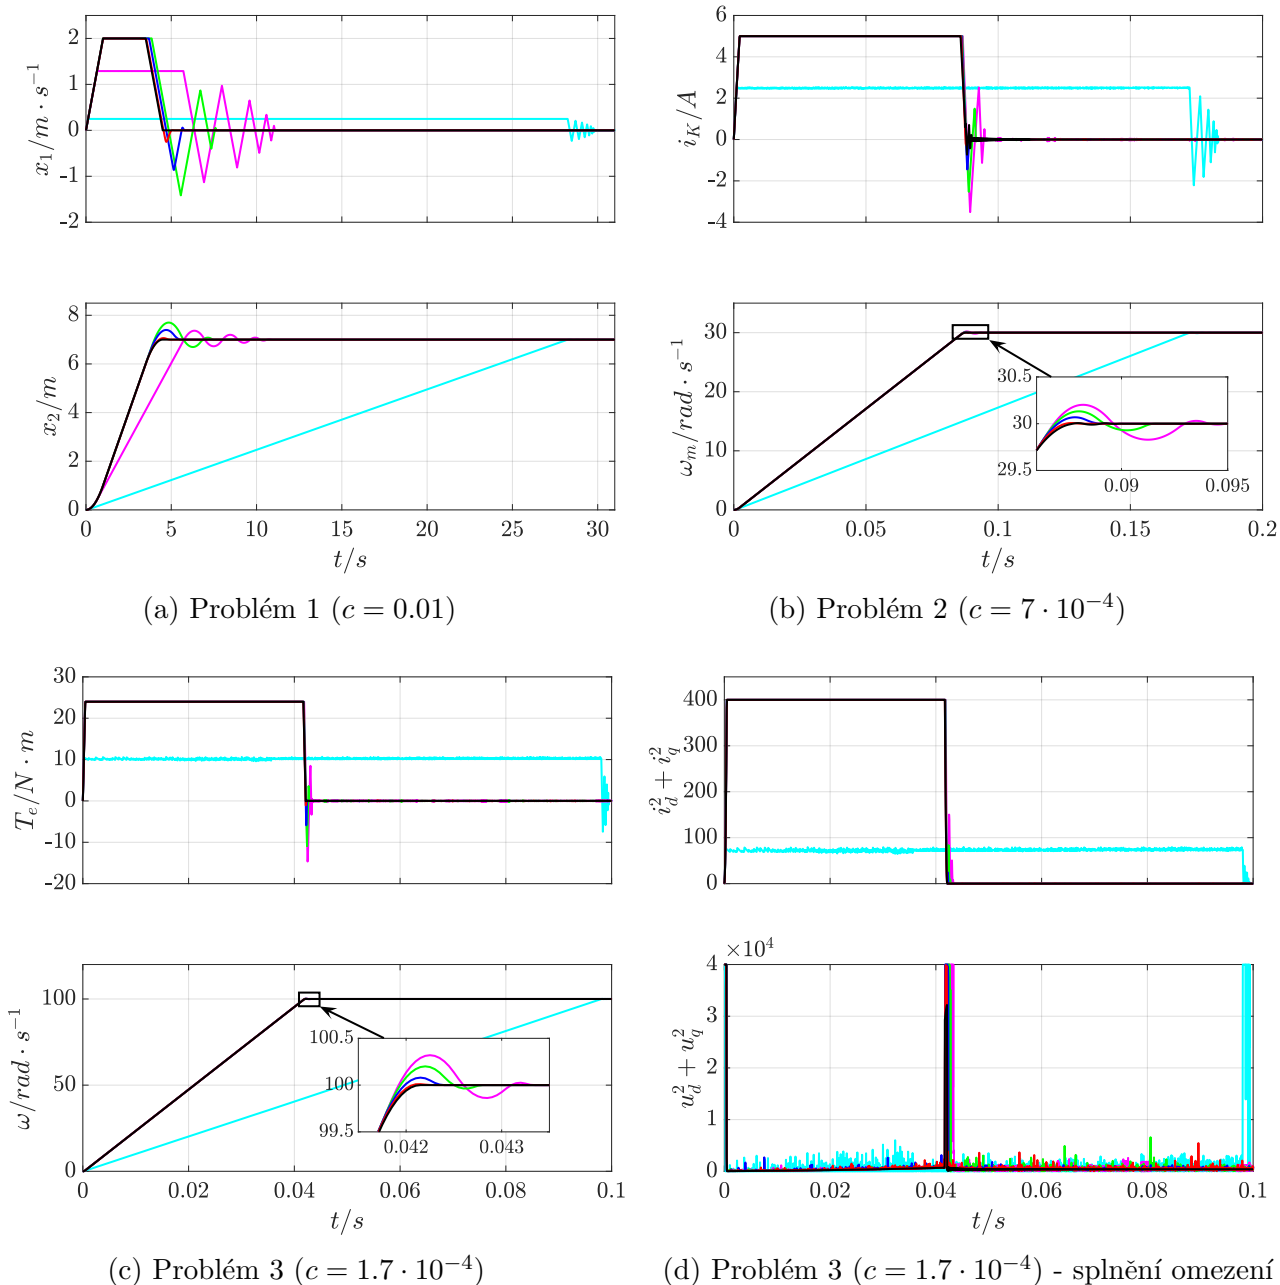 2
1
0
-1
-2
x₁/m · s⁻¹
8
6
4
2
0
x₂/m
0 5 10 15 20 25 30
t/s
(a) Problém 1 (c = 0.01)
6
4
2
0
-2
-4
i_K/A
30
20
10
0
ω_m/rad · s⁻¹
30.5
30
29.5
0.09 0.095
0 0.05 0.1 0.15 0.2
t/s
(b) Problém 2 (c = 7 · 10⁻⁴)
30
20
10
0
-10
-20
T_e/N · m
100
50
0
ω/rad · s⁻¹
100.5
100
99.5
0.042 0.043
0 0.02 0.04 0.06 0.08 0.1
t/s
(c) Problém 3 (c = 1.7 · 10⁻⁴)
400
300
200
100
0
i_d² + i_q²
×10⁴
4
3
2
1
0
u_d² + u_q²
0 0.02 0.04 0.06 0.08 0.1
t/s
(d) Problém 3 (c = 1.7 · 10⁻⁴) - splnění omezení